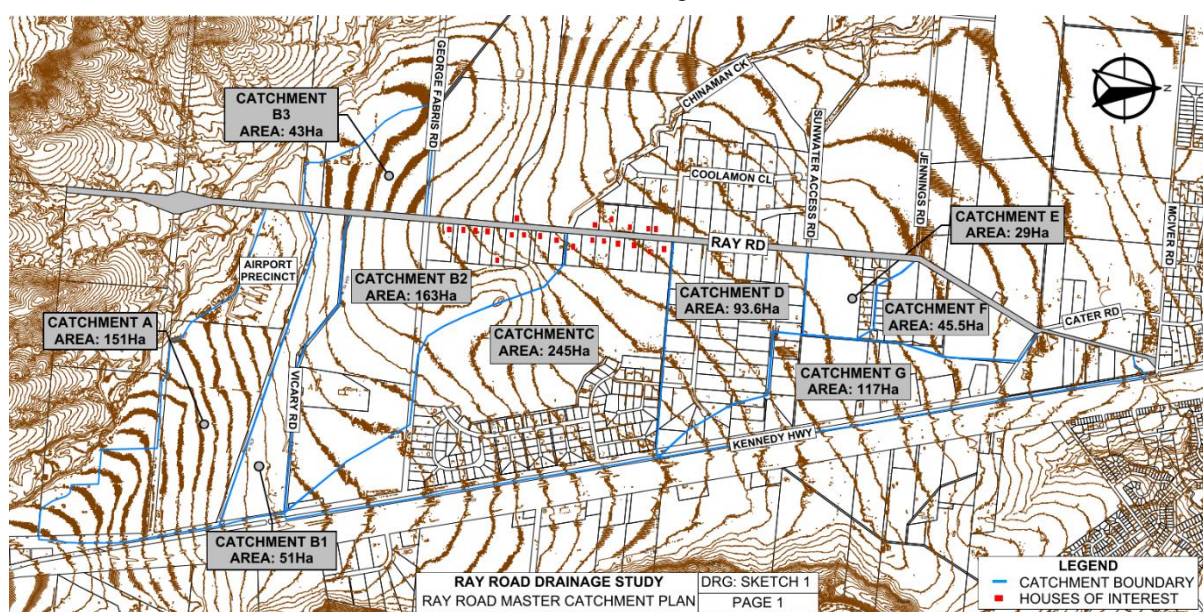 CATCHMENT
B3
AREA: 43Ha
GEORGE FABRIS RD
CHINAMAN CK
SUNWATER ACCESS RD
COOLAMON CL
JENNINGS RD
MCIVER RD
N
CATCHMENT E
AREA: 29Ha
RAY RD
AIRPORT
PRECINCT
CATCHMENT B2
AREA: 163Ha
CATCHMENT D
AREA: 93.6Ha
CATCHMENT F
AREA: 45.5Ha
CATER RD
CATCHMENT A
AREA: 151Ha
CATCHMENTC
AREA: 245Ha
VICARY RD
CATCHMENT G
AREA: 117Ha
KENNEDY HWY
CATCHMENT B1
AREA: 51Ha
RAY ROAD DRAINAGE STUDY
RAY ROAD MASTER CATCHMENT PLAN
DRG: SKETCH 1
PAGE 1
LEGEND
CATCHMENT BOUNDARY
HOUSES OF INTEREST